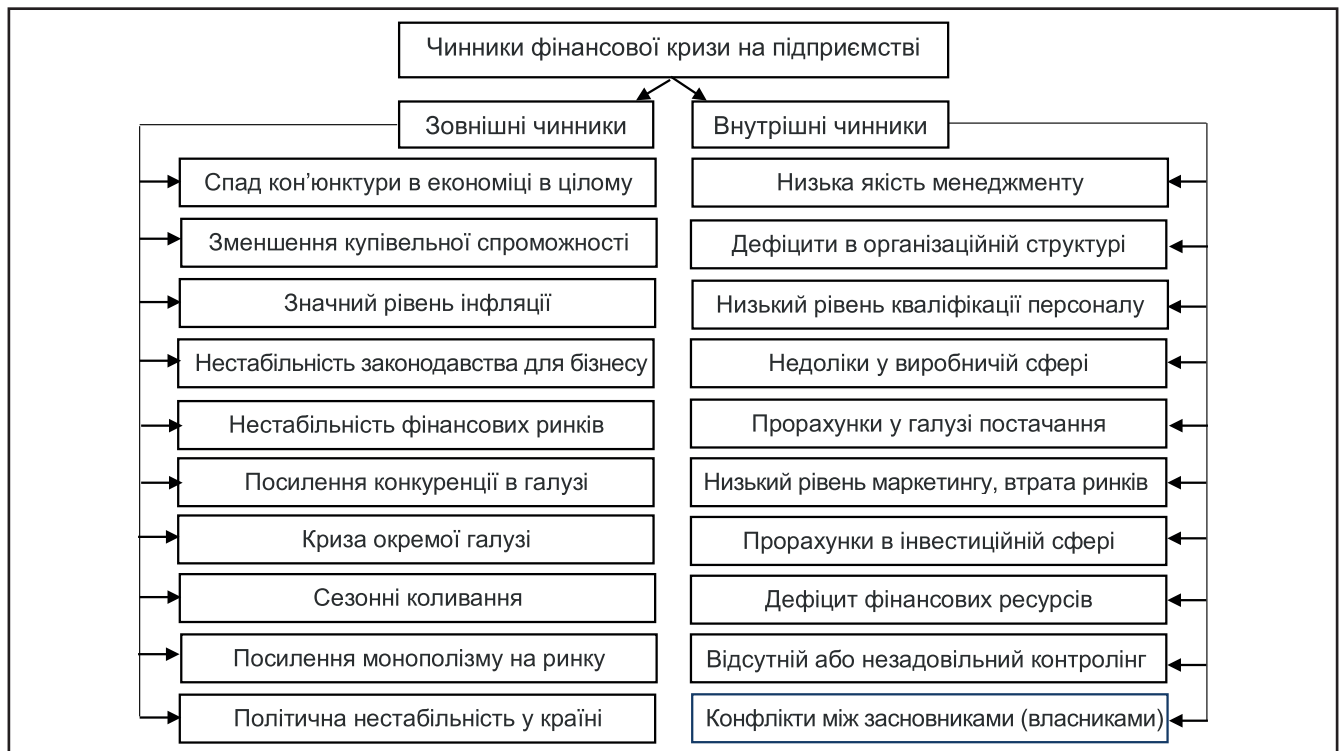 Чинники фінансової кризи на підприємстві
Зовнішні чинники
Спад кон’юнктури в економіці в цілому
Зменшення купівельної спроможності
Значний рівень інфляції
Нестабільність законодавства для бізнесу
Нестабільність фінансових ринків
Посилення конкуренції в галузі
Криза окремої галузі
Сезонні коливання
Посилення монополізму на ринку
Політична нестабільність у країні
Внутрішні чинники
Низька якість менеджменту
Дефіцити в організаційній структурі
Низький рівень кваліфікації персоналу
Недоліки у виробничій сфері
Прорахунки у галузі постачання
Низький рівень маркетингу, втрата ринків
Прорахунки в інвестиційній сфері
Дефіцит фінансових ресурсів
Відсутній або незадовільний контролінг
Конфлікти між засновниками (власниками)